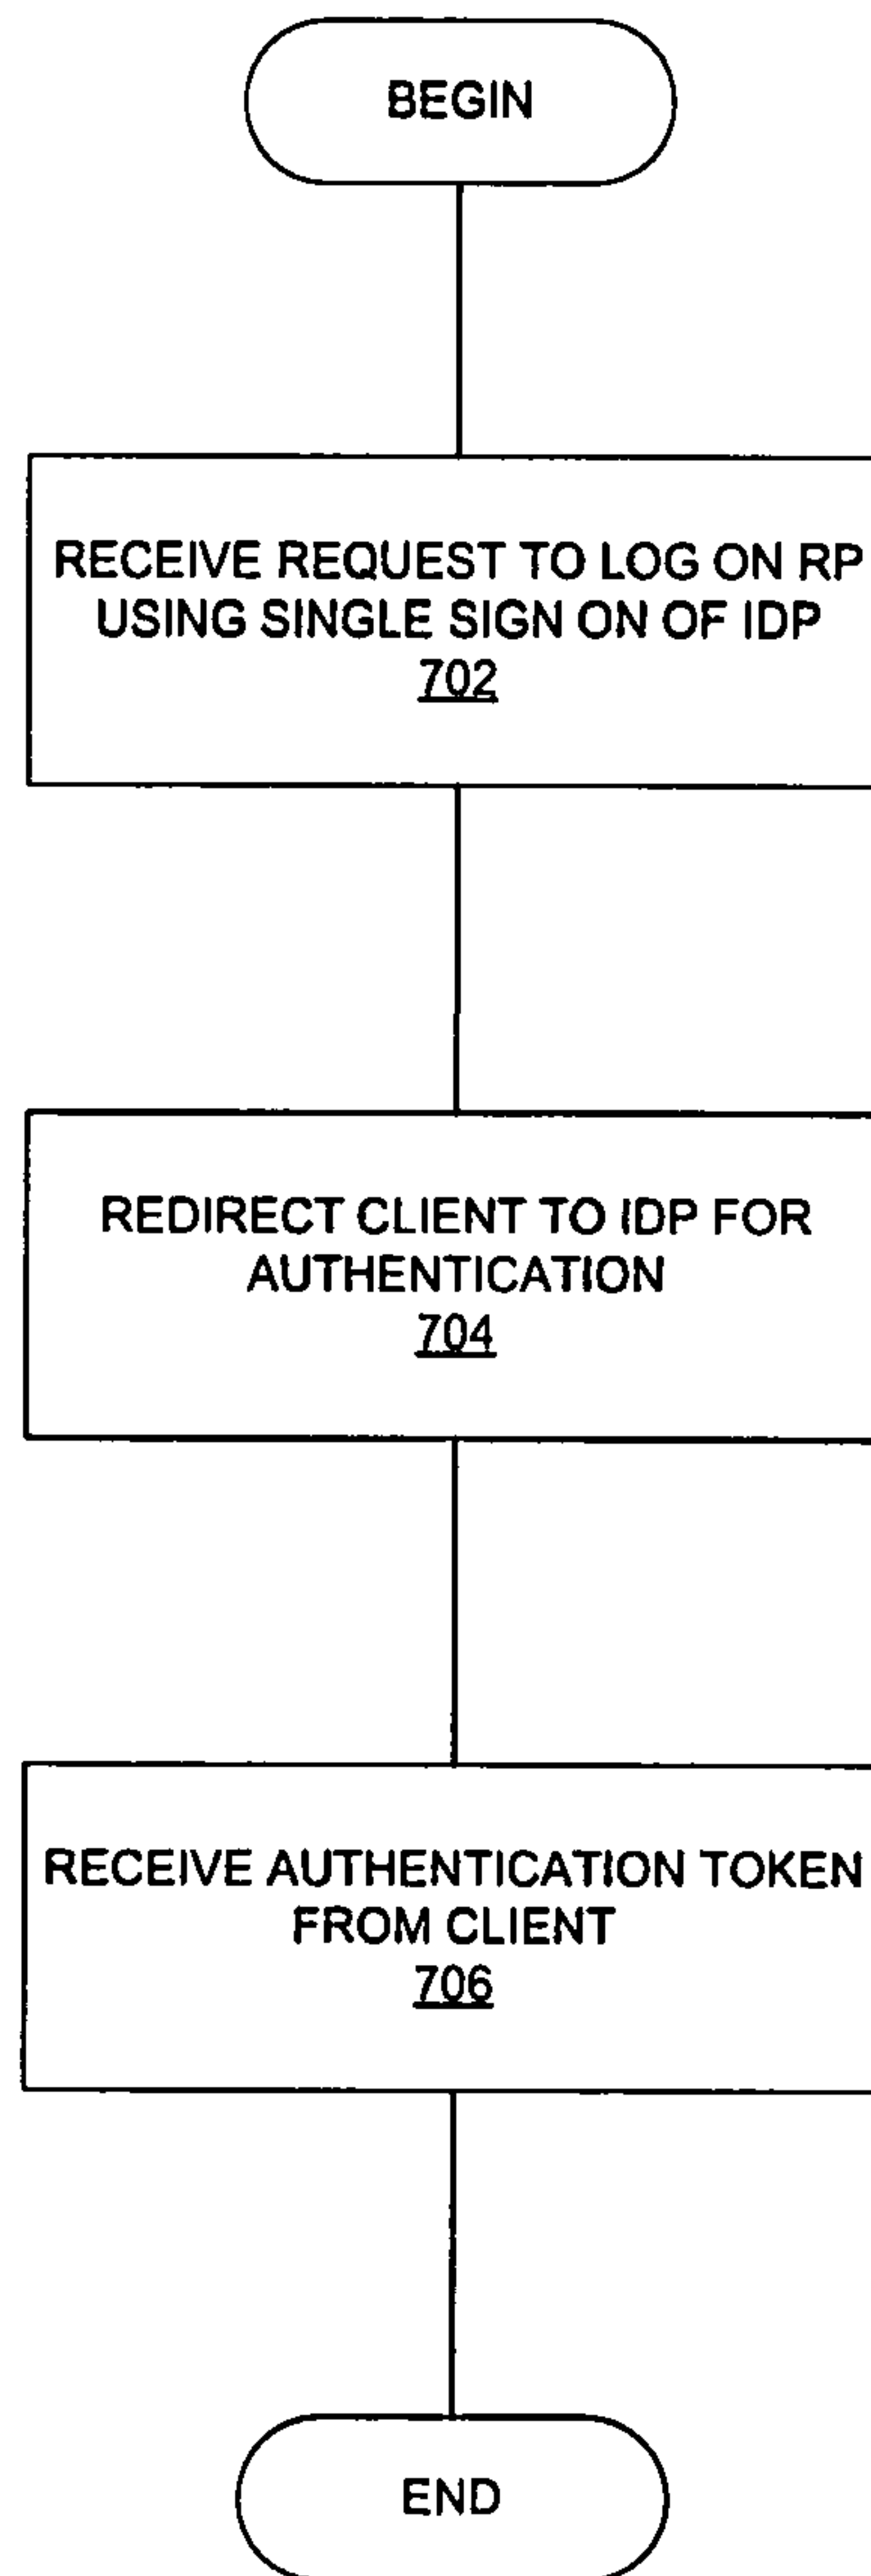 BEGIN
RECEIVE REQUEST TO LOG ON RP
USING SINGLE SIGN ON OF IDP
702
REDIRECT CLIENT TO IDP FOR
AUTHENTICATION
704
RECEIVE AUTHENTICATION TOKEN
FROM CLIENT
706
END